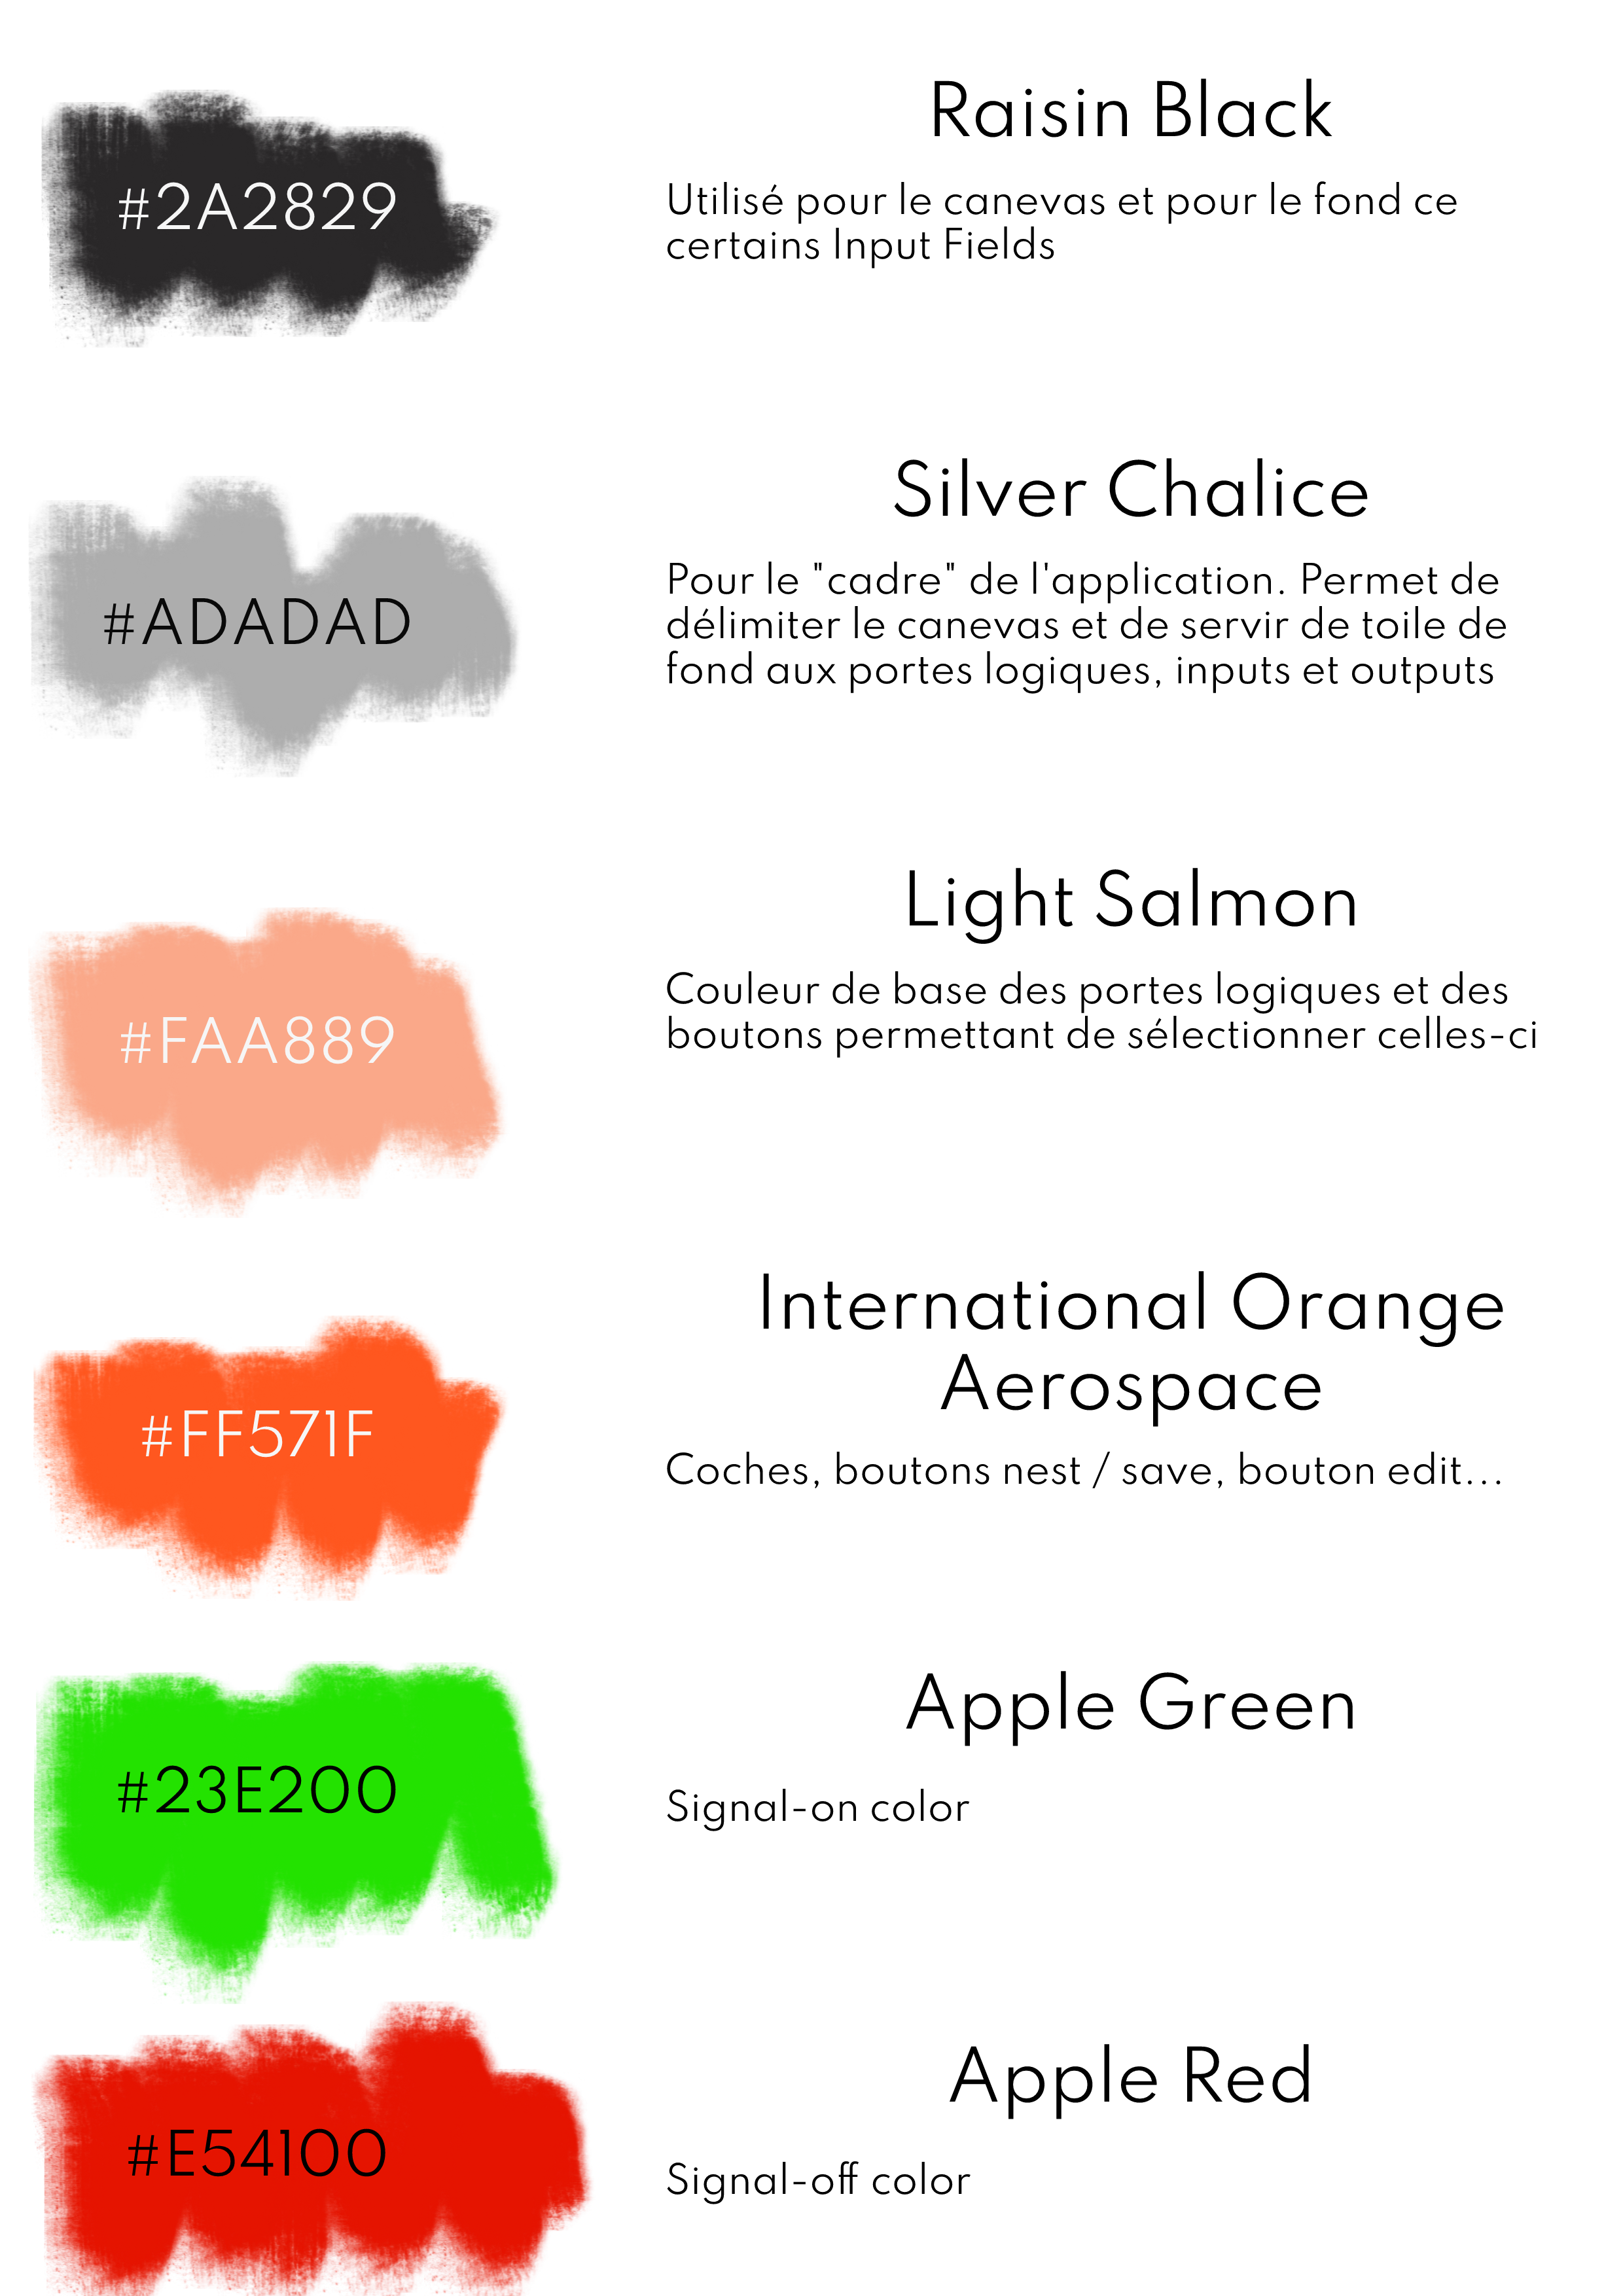 Raisin Black
#2A2829
Utilisé pour le canevas et pour le fond ce
certains Input Fields
Silver Chalice
#ADADAD
Pour le "cadre" de l'application. Permet de
délimiter le canevas et de servir de toile de
fond aux portes logiques, inputs et outputs
Light Salmon
#FAA889
Couleur de base des portes logiques et des
boutons permettant de sélectionner celles-ci
International Orange
Aerospace
#FF571F
Coches, boutons nest / save, bouton edit...
Apple Green
#23E200
Signal-on color
Apple Red
#E54100
Signal-off color